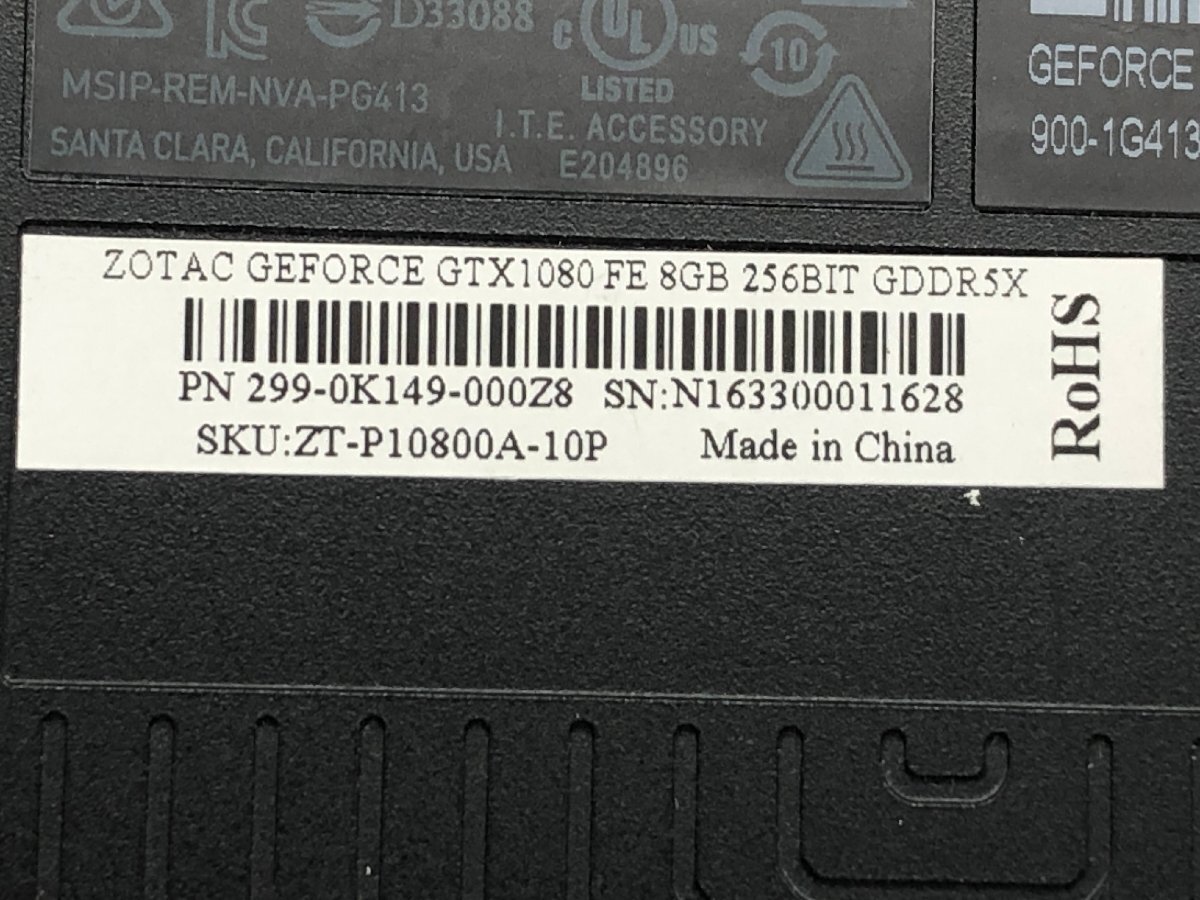 D33088
C UL US
10
MSIP-REM-NVA-PG413
LISTED
I.T.E. ACCESSORY
SANTA CLARA, CALIFORNIA, USA
E204896
GEFORCE
900-1G413
ZOTAC GEFORCE GTX1080 FE 8GB 256BIT GDDR5X
PN 299-0K149-000Z8 SN:N163300011628
SKU:ZT-P10800A-10P Made in China
RoHS